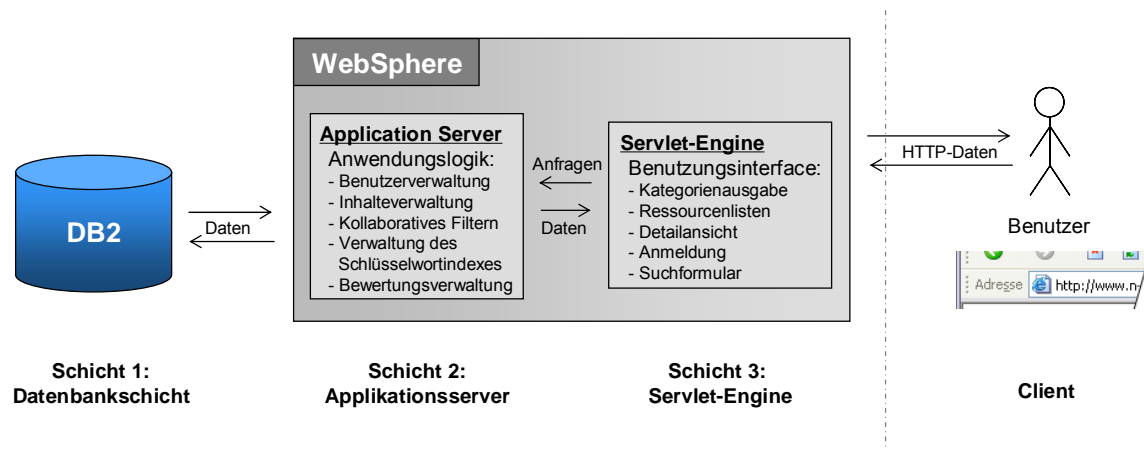 WebSphere
DB2
Daten
Application Server
Anwendungslogik:
- Benutzerverwaltung
- Inhalteverwaltung
- Kollaboratives Filtern
- Verwaltung des
Schlüsselwortindexes
- Bewertungsverwaltung
Anfragen
Daten
Servlet-Engine
Benutzungsinterface:
- Kategorienausgabe
- Ressourcenlisten
- Detailansicht
- Anmeldung
- Suchformular
HTTP-Daten
Benutzer
Adresse http://www.n-
Schicht 1:
Datenbankschicht
Schicht 2:
Applikationsserver
Schicht 3:
Servlet-Engine
Client